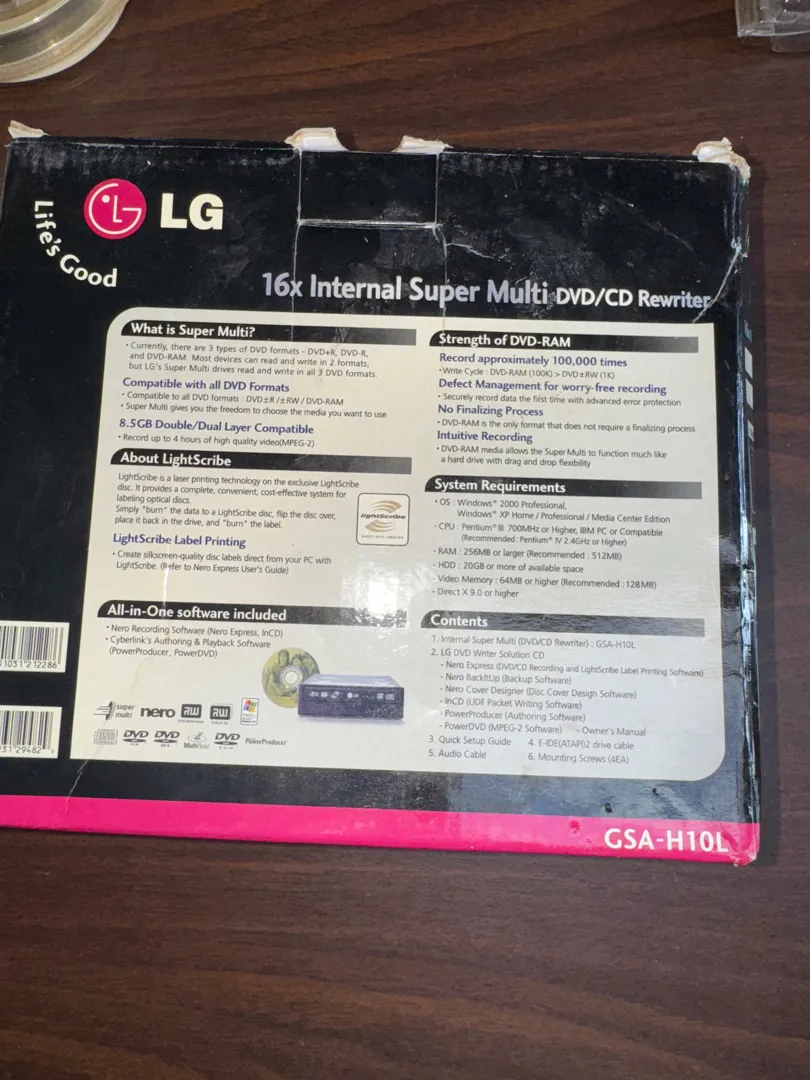 Life's Good
LG
16x Internal Super Multi DVD/CD Rewriter
What is Super Multi?
• Currently, there are 3 types of DVD formats - DVD+R, DVD-R,
and DVD-RAM. Most devices can read and write in 2 formats,
but LG's Super Multi drives read and write in all 3 DVD formats.
Compatible with all DVD Formats
• Compatible to all DVD formats : DVD±R /±RW / DVD-RAM
• Super Multi gives you the freedom to choose the media you want to use.
8.5GB Double/Dual Layer Compatible
• Record up to 4 hours of high quality video(MPEG-2)
About LightScribe
LightScribe is a laser printing technology on the exclusive LightScribe
disc. It provides a complete, convenient, cost-effective system for
labeling optical discs.
Simply "burn" the data to a LightScribe disc, flip the disc over,
place it back in the drive, and "burn" the label.
lightScribe
DIRECT DISC LABELING
LightScribe Label Printing
• Create silkscreen-quality disc labels direct from your PC with
LightScribe. (Refer to Nero Express User's Guide)
All-in-One software included
• Nero Recording Software (Nero Express, InCD)
• Cyberlink's Authoring & Playback Software
(PowerProducer, PowerDVD)
super
multi
nero
RW
RW
disc
DVD
DVD
Multi
DVD
PowerProducer
Strength of DVD-RAM
Record approximately 100,000 times
• Write Cycle : DVD-RAM (100K) > DVD±RW (1K)
Defect Management for worry-free recording
• Securely record data the first time with advanced error protection
No Finalizing Process
• DVD-RAM is the only format that does not require a finalizing process
Intuitive Recording
• DVD-RAM media allows the Super Multi to function much like
a hard drive with drag and drop flexibility
System Requirements
• OS : Windows® 2000 Professional,
Windows® XP Home / Professional / Media Center Edition
- CPU : Pentium® III 700MHz or Higher, IBM PC or Compatible
(Recommended : Pentium® IV 2.4GHz or Higher)
- RAM : 256MB or larger (Recommended : 512MB)
- HDD : 20GB or more of available space
- Video Memory : 64MB or higher (Recommended : 128MB)
- Direct X 9.0 or higher
Contents
1. Internal Super Multi (DVD/CD Rewriter) : GSA-H10L
2. LG DVD Writer Solution CD
- Nero Express (DVD/CD Recording and LightScribe Label Printing Software)
- Nero BackItUp (Backup Software)
- Nero Cover Designer (Disc Cover Desigh Software)
- InCD (UDF Packet Writing Software)
- PowerProducer (Authoring Software)
- PowerDVD (MPEG-2 Software) - Owner's Manual
3. Quick Setup Guide 4. E-IDE(ATAPI)2 drive cable
5. Audio Cable 6. Mounting Screws (4EA)
01031"212286
31"29482
GSA-H10L